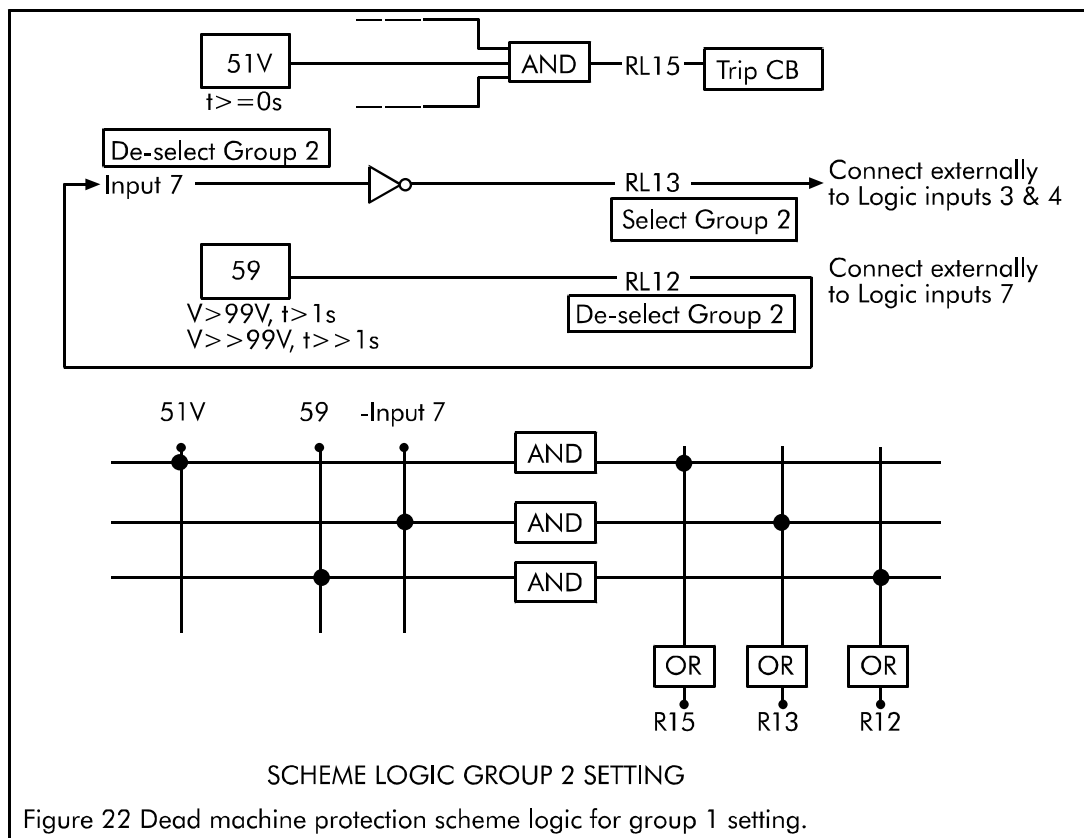 51V
AND
RL15
Trip CB
t>=0s
De-select Group 2
Input 7
RL13
Connect externally
to Logic inputs 3 & 4
Select Group 2
59
RL12
Connect externally
to Logic inputs 7
V>99V, t>1s
V>>99V, t>>1s
De-select Group 2
51V
59
-Input 7
AND
AND
AND
OR
OR
OR
R15
R13
R12
SCHEME LOGIC GROUP 2 SETTING
Figure 22 Dead machine protection scheme logic for group 1 setting.